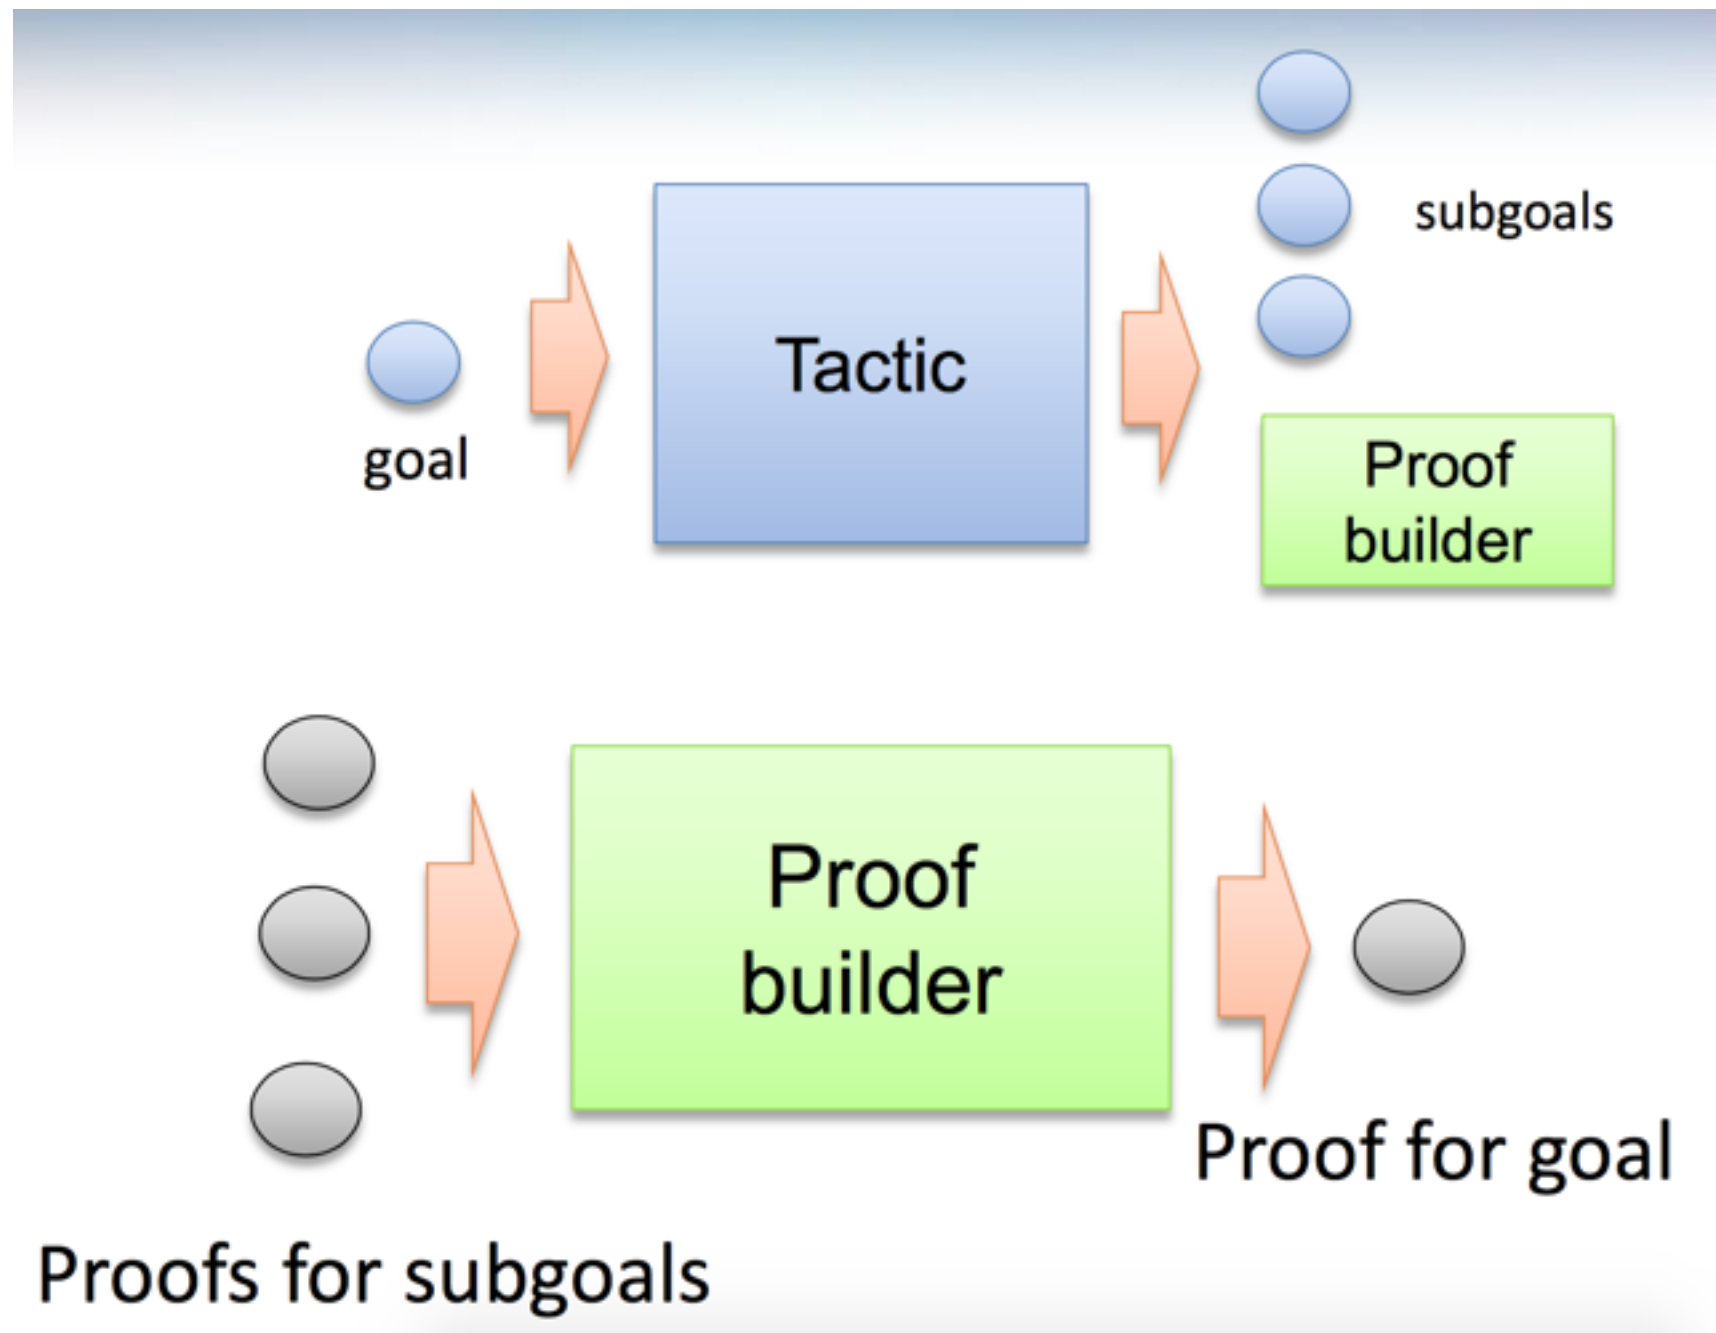 subgoals
Tactic
goal
Proof
builder
Proof
builder
Proof for goal
Proofs for subgoals